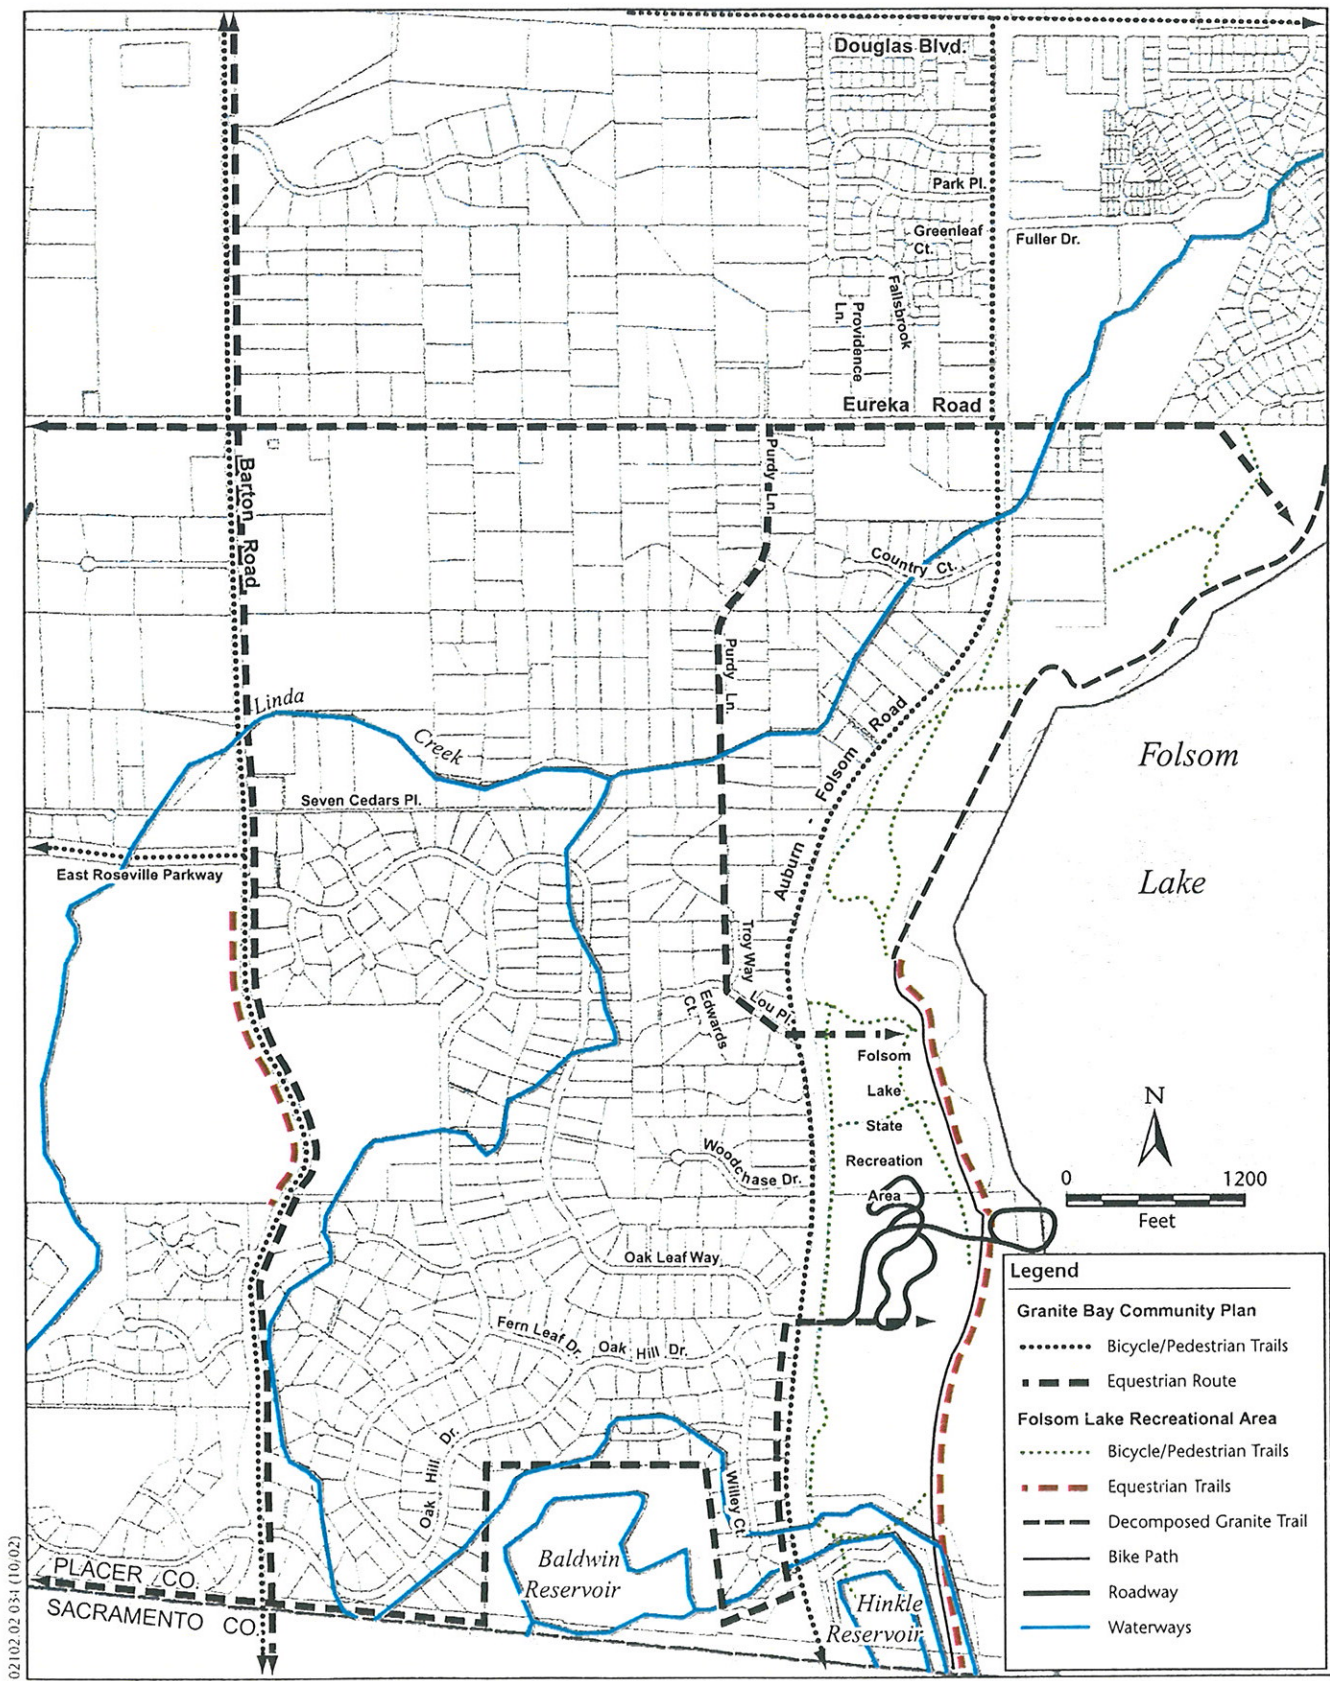 Douglas Blvd.
Park Pl.
Greenleaf
Ct.
Fuller Dr.
Fallsbrook
Providence
Ln.
Eureka Road
Barton Road
Purdy Ln.
Country Ct.
Purdy Ln.
Linda
Creek
Auburn - Folsom Road
Folsom
Lake
Seven Cedars Pl.
East Roseville Parkway
Troy Way
Lou Pl.
Edwards
Ct.
Folsom
Lake
State
Recreation
Area
N
0 1200
Feet
Woodchase Dr.
Oak Leaf Way
Fern Leaf Dr.
Oak Hill Dr.
Oak Hill Dr.
Willey Ct.
Baldwin
Reservoir
Hinkle
Reservoir
PLACER CO.
SACRAMENTO CO.
Legend
Granite Bay Community Plan
Bicycle/Pedestrian Trails
Equestrian Route
Folsom Lake Recreational Area
Bicycle/Pedestrian Trails
Equestrian Trails
Decomposed Granite Trail
Bike Path
Roadway
Waterways
02102.02 03-1 (10/02)